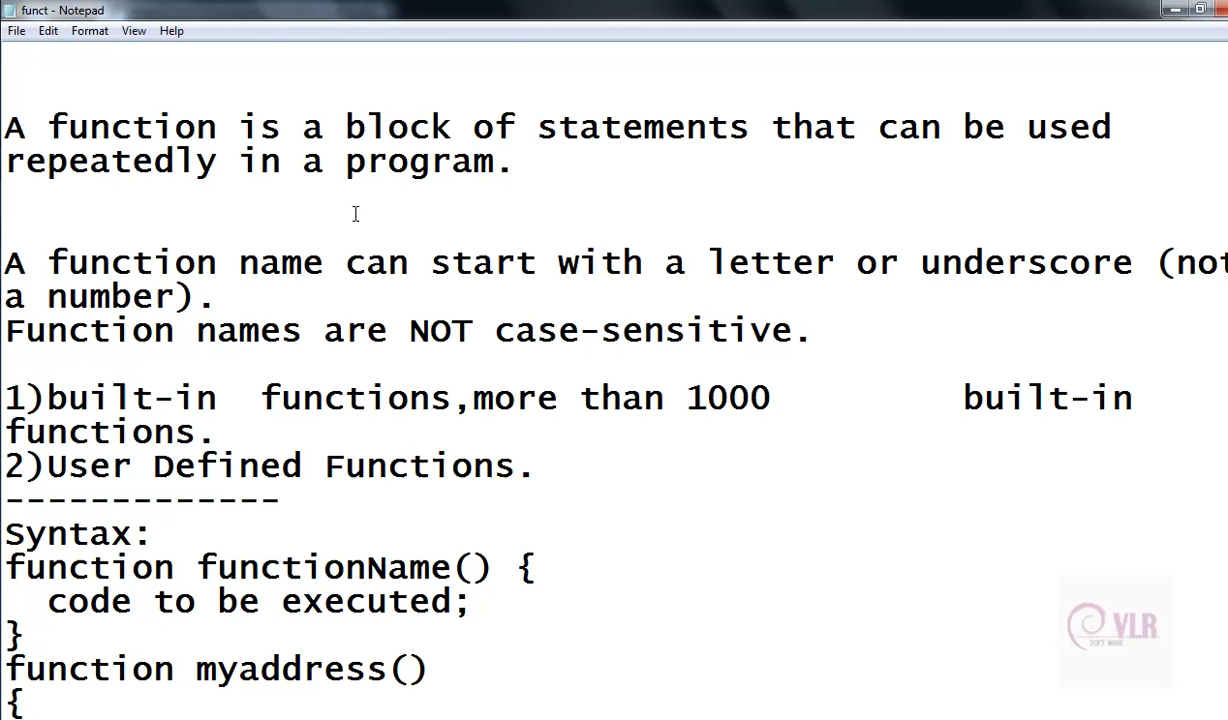 funct - Notepad
File Edit Format View Help
A function is a block of statements that can be used
repeatedly in a program.
A function name can start with a letter or underscore (not
a number).
Function names are NOT case-sensitive.
1)built-in  functions,more than 1000         built-in
functions.
2)User Defined Functions.
-------------
Syntax:
function functionName() {
  code to be executed;
}
function myaddress()
{
VLR
SOFT WARE